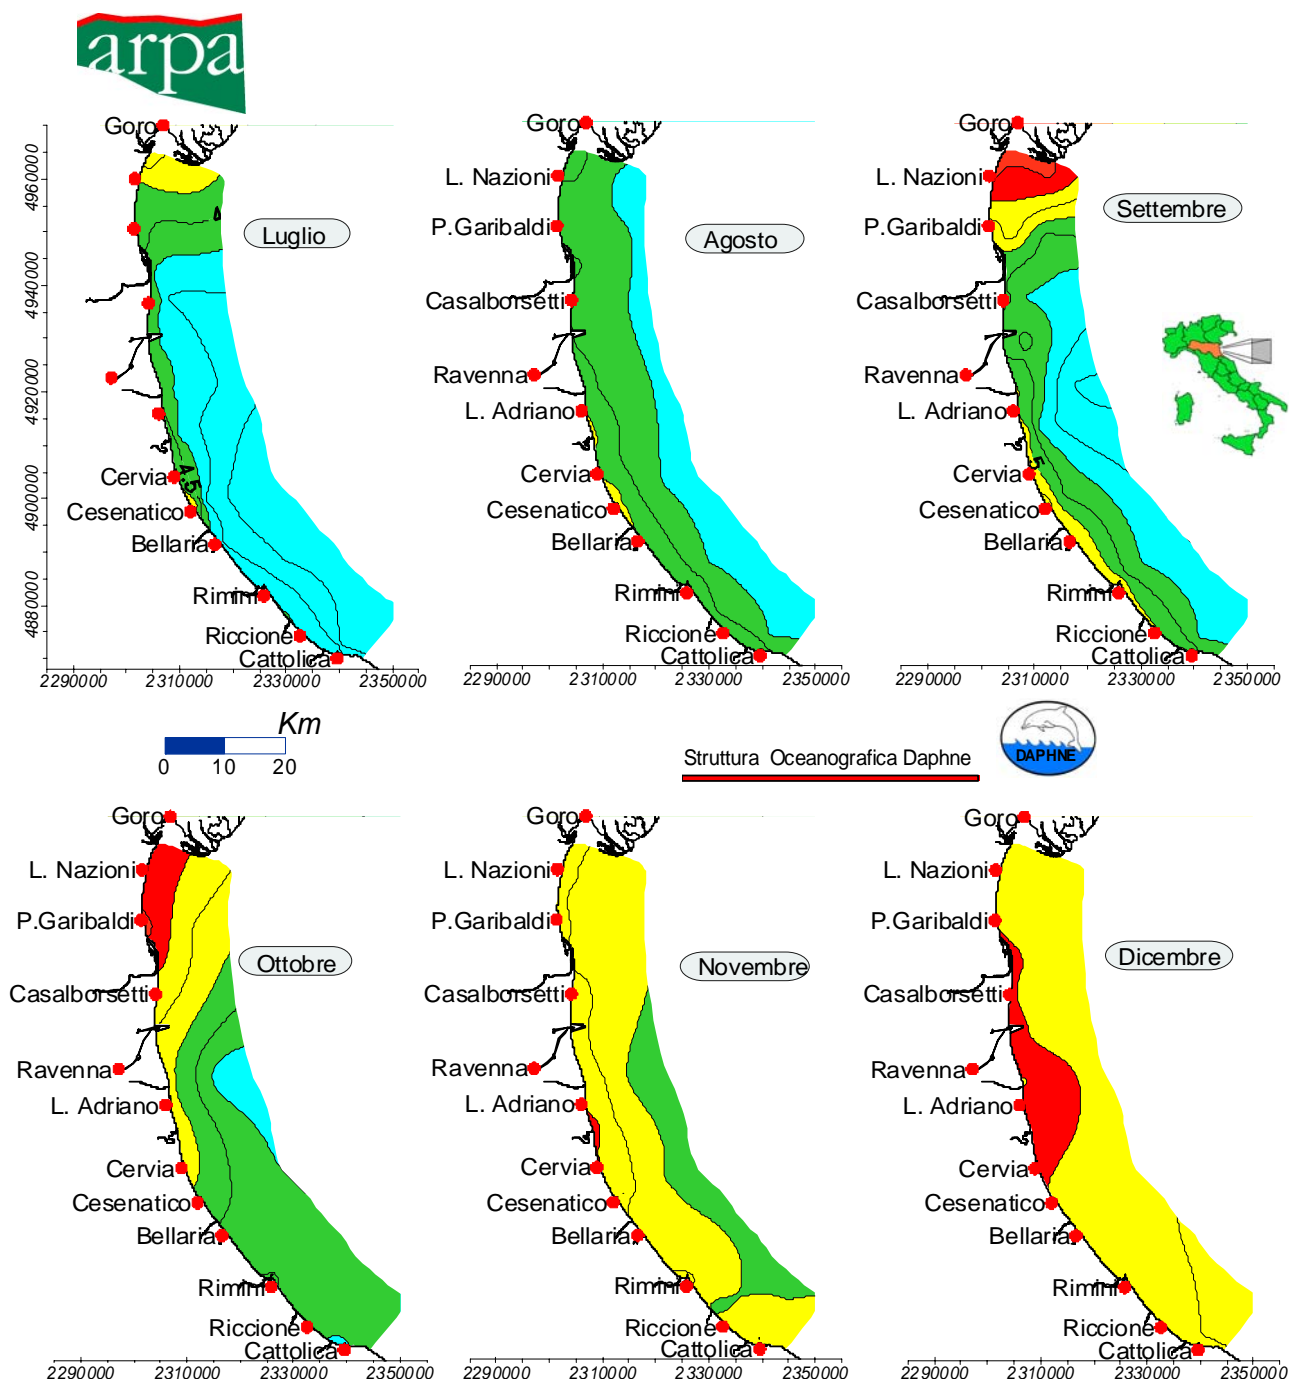 arpa
Goro
Luglio
Cervia
Cesenatico
Bellaria
Rimini
Riccione
Cattolica
4.5
4960000
4940000
4920000
4900000
4880000
2290000 2310000 2330000 2350000
Goro
L. Nazioni
P.Garibaldi
Agosto
Casalborsetti
Ravenna
L. Adriano
Cervia
Cesenatico
Bellaria
Rimini
Riccione
Cattolica
2290000 2310000 2330000 2350000
Goro
L. Nazioni
Settembre
P.Garibaldi
Casalborsetti
Ravenna
L. Adriano
5
Cervia
Cesenatico
Bellaria
Rimini
Riccione
Cattolica
2290000 2310000 2330000 2350000
Km
0 10 20
Struttura Oceanografica Daphne
DAPHNE
Goro
L. Nazioni
P.Garibaldi
Ottobre
Casalborsetti
Ravenna
L. Adriano
Cervia
Cesenatico
Bellaria
Rimini
Riccione
Cattolica
2290000 2310000 2330000 2350000
Goro
L. Nazioni
P.Garibaldi
Novembre
Casalborsetti
Ravenna
L. Adriano
Cervia
Cesenatico
Bellaria
Rimini
Riccione
Cattolica
2290000 2310000 2330000 2350000
Goro
L. Nazioni
P.Garibaldi
Dicembre
Casalborsetti
Ravenna
L. Adriano
Cervia
Cesenatico
Bellaria
Rimini
Riccione
Cattolica
2290000 2310000 2330000 2350000